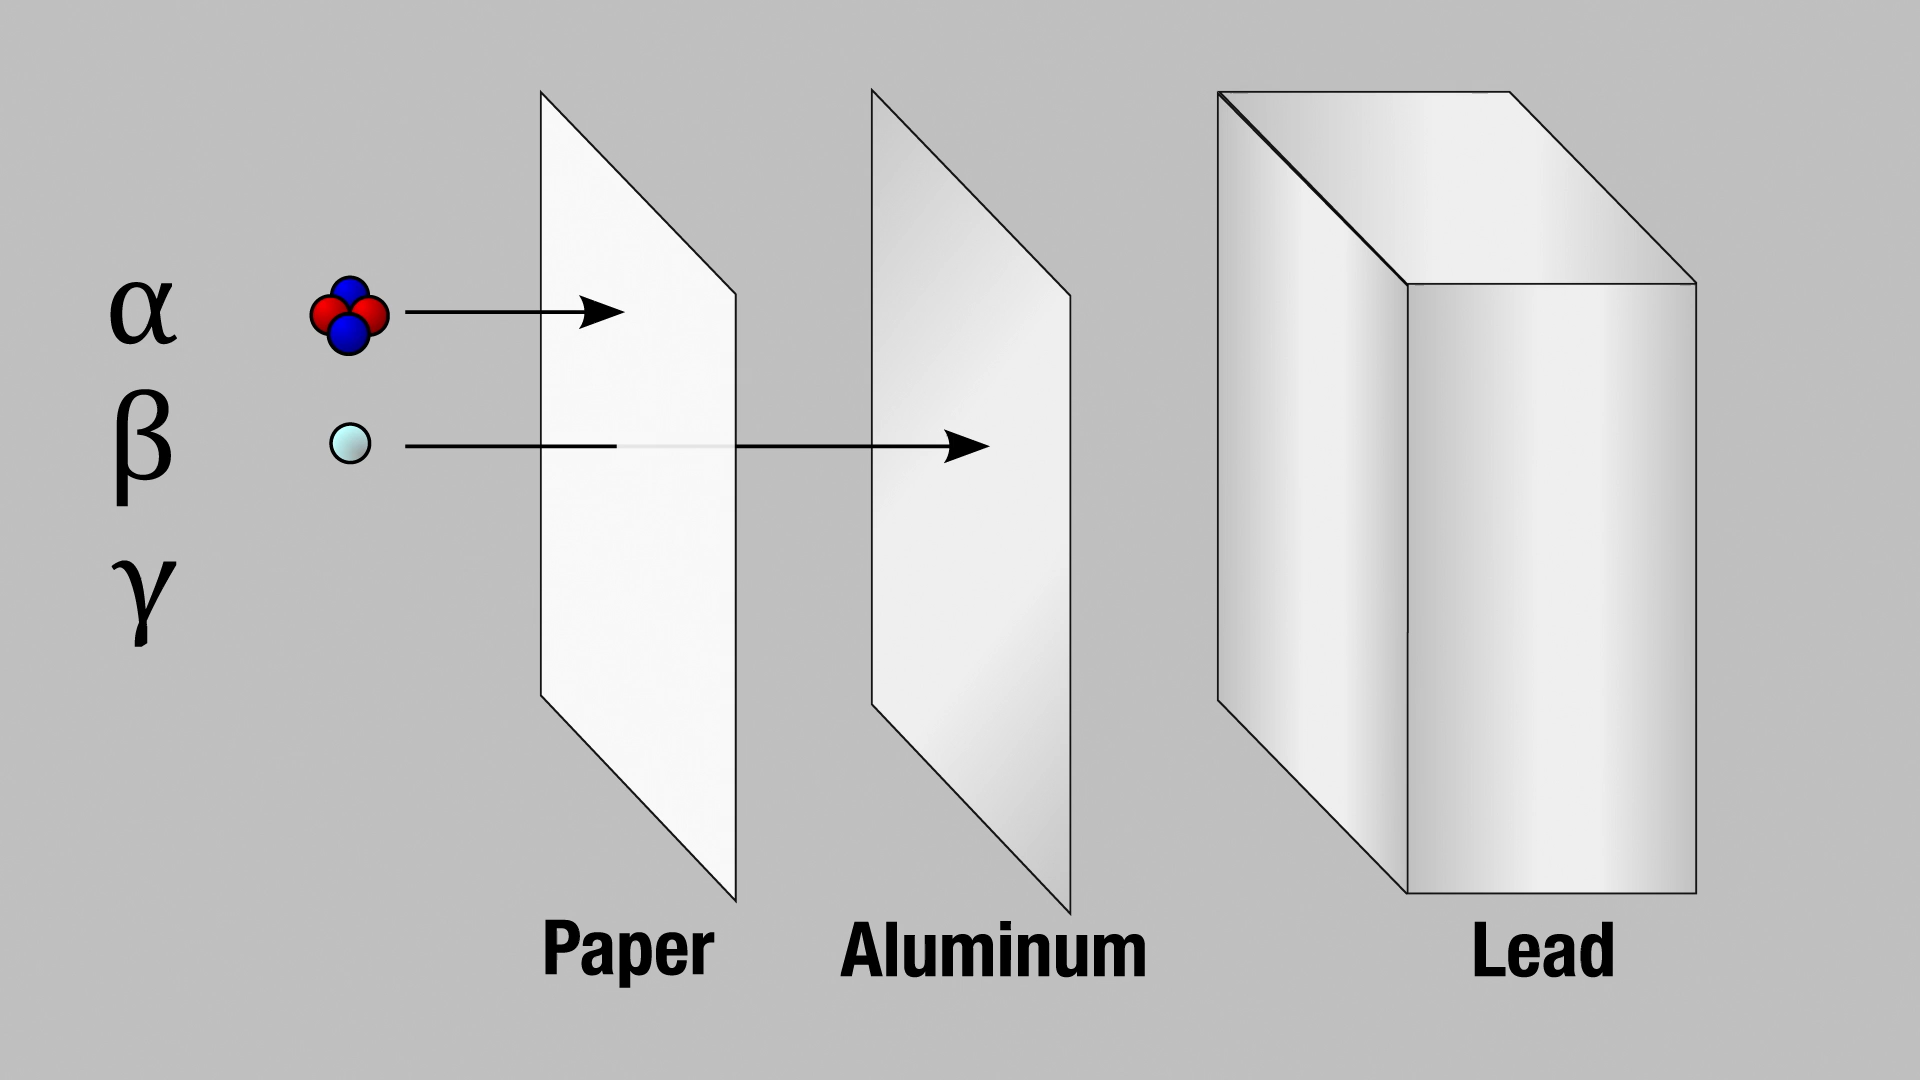 α
β
γ
Paper Aluminum Lead